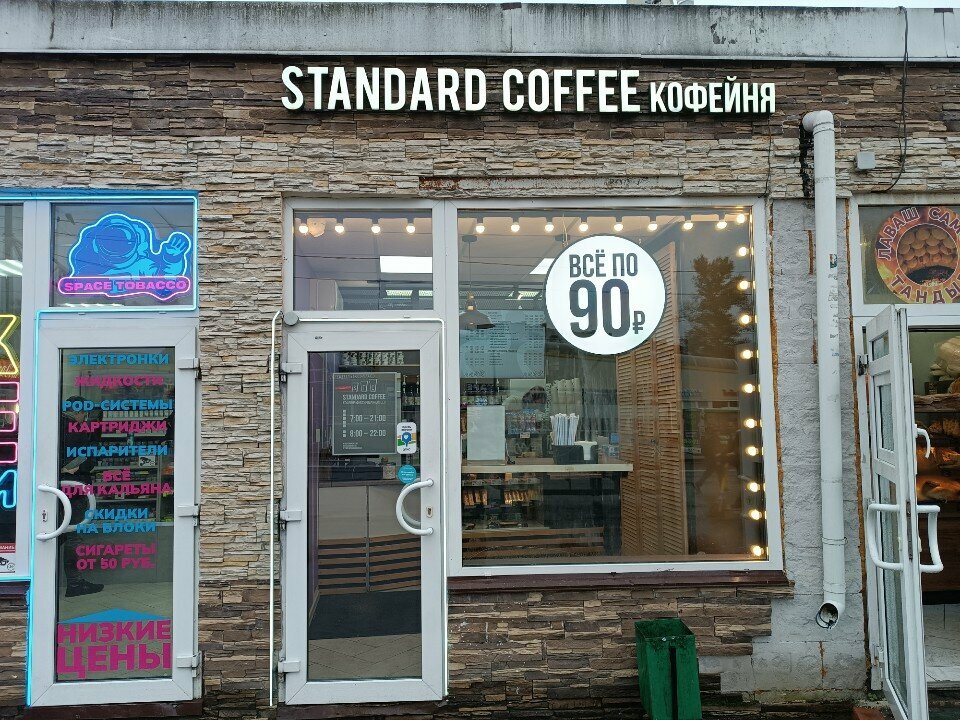 STANDARD COFFEE КОФЕЙНЯ
SPACE TOBACCO
ЭЛЕКТРОНКИ
ЖИДКОСТИ
POD-СИСТЕМЫ
КАРТРИДЖИ
ИСПАРИТЕЛИ
ВСЁ
ДЛЯ КАЛЬЯНА
СКИДКИ
НА БЛОКИ
СИГАРЕТЫ
ОТ 50 РУБ.
НИЗКИЕ
ЦЕНЫ
STANDARD COFFEE
7:00 – 21:00
8:00 – 22:00
ВСЁ ПО
90₽
ЛАВАШ САМ
ТАНДЫ